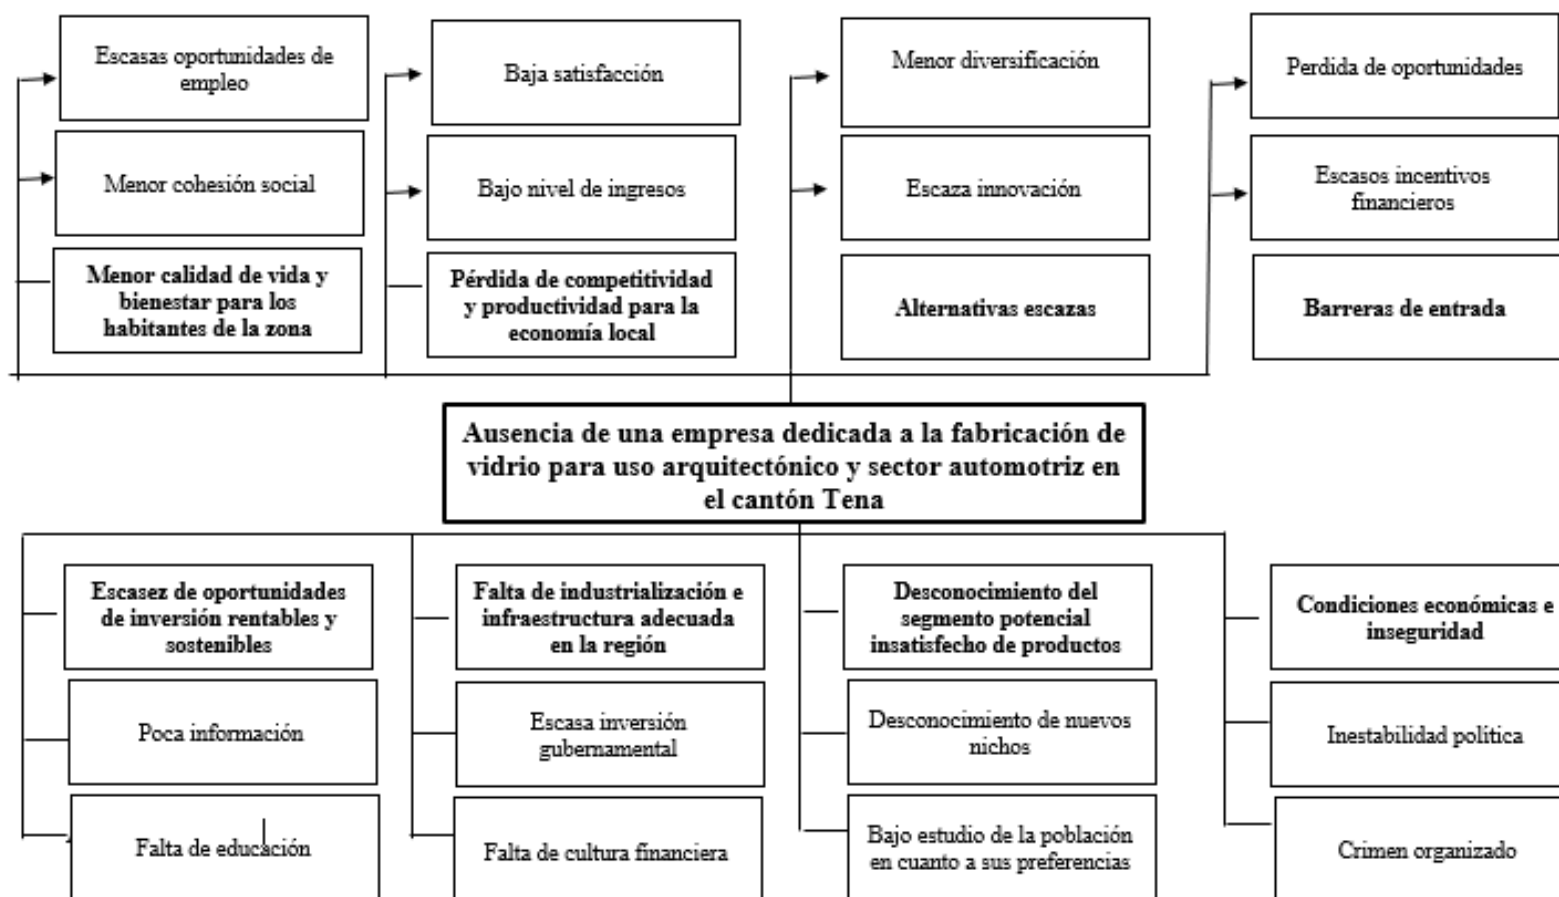 Escasas oportunidades de
empleo
Baja satisfacción
Menor diversificación
Perdida de oportunidades
Menor cohesión social
Bajo nivel de ingresos
Escaza innovación
Escasos incentivos
financieros
Menor calidad de vida y
bienestar para los
habitantes de la zona
Pérdida de competitividad
y productividad para la
economía local
Alternativas escazas
Barreras de entrada
Ausencia de una empresa dedicada a la fabricación de
vidrio para uso arquitectónico y sector automotriz en
el cantón Tena
Escasez de oportunidades
de inversión rentables y
sostenibles
Falta de industrialización e
infraestructura adecuada
en la región
Desconocimiento del
segmento potencial
insatisfecho de productos
Condiciones económicas e
inseguridad
Poca información
Escasa inversión
gubernamental
Desconocimiento de nuevos
nichos
Inestabilidad política
Falta de educación
Falta de cultura financiera
Bajo estudio de la población
en cuanto a sus preferencias
Crimen organizado